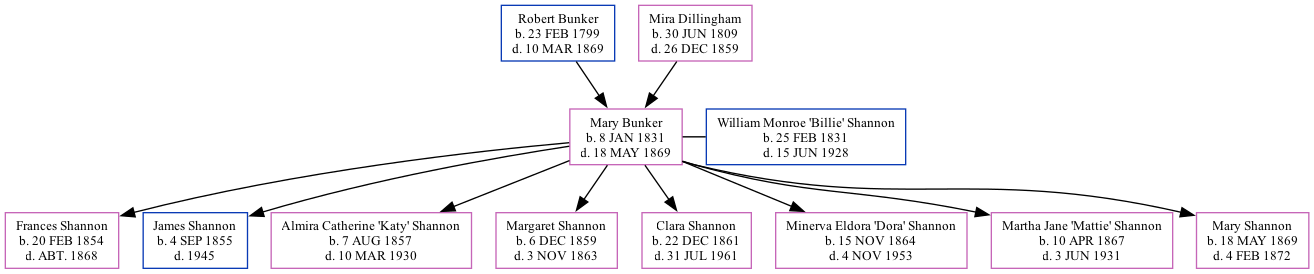 Robert Bunker
b. 23 FEB 1799
d. 10 MAR 1869
Mira Dillingham
b. 30 JUN 1809
d. 26 DEC 1859
Mary Bunker
b. 8 JAN 1831
d. 18 MAY 1869
William Monroe 'Billie' Shannon
b. 25 FEB 1831
d. 15 JUN 1928
Frances Shannon
b. 20 FEB 1854
d. ABT. 1868
James Shannon
b. 4 SEP 1855
d. 1945
Almira Catherine 'Katy' Shannon
b. 7 AUG 1857
d. 10 MAR 1930
Margaret Shannon
b. 6 DEC 1859
d. 3 NOV 1863
Clara Shannon
b. 22 DEC 1861
d. 31 JUL 1961
Minerva Eldora 'Dora' Shannon
b. 15 NOV 1864
d. 4 NOV 1953
Martha Jane 'Mattie' Shannon
b. 10 APR 1867
d. 3 JUN 1931
Mary Shannon
b. 18 MAY 1869
d. 4 FEB 1872